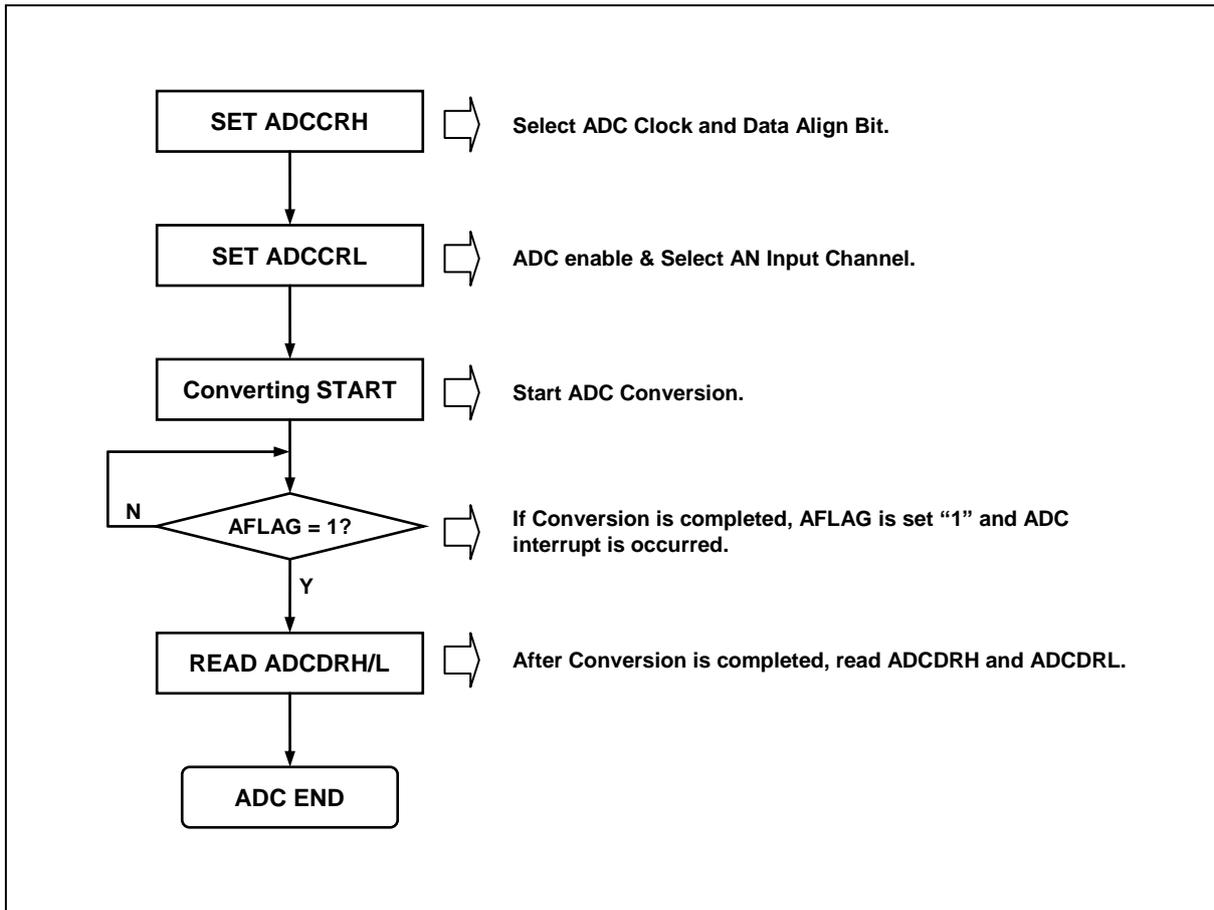 SET ADCCRH
Select ADC Clock and Data Align Bit.
SET ADCCRL
ADC enable & Select AN Input Channel.
Converting START
Start ADC Conversion.
N
AFLAG = 1?
If Conversion is completed, AFLAG is set “1” and ADC
interrupt is occurred.
Y
READ ADCDRH/L
After Conversion is completed, read ADCDRH and ADCDRL.
ADC END